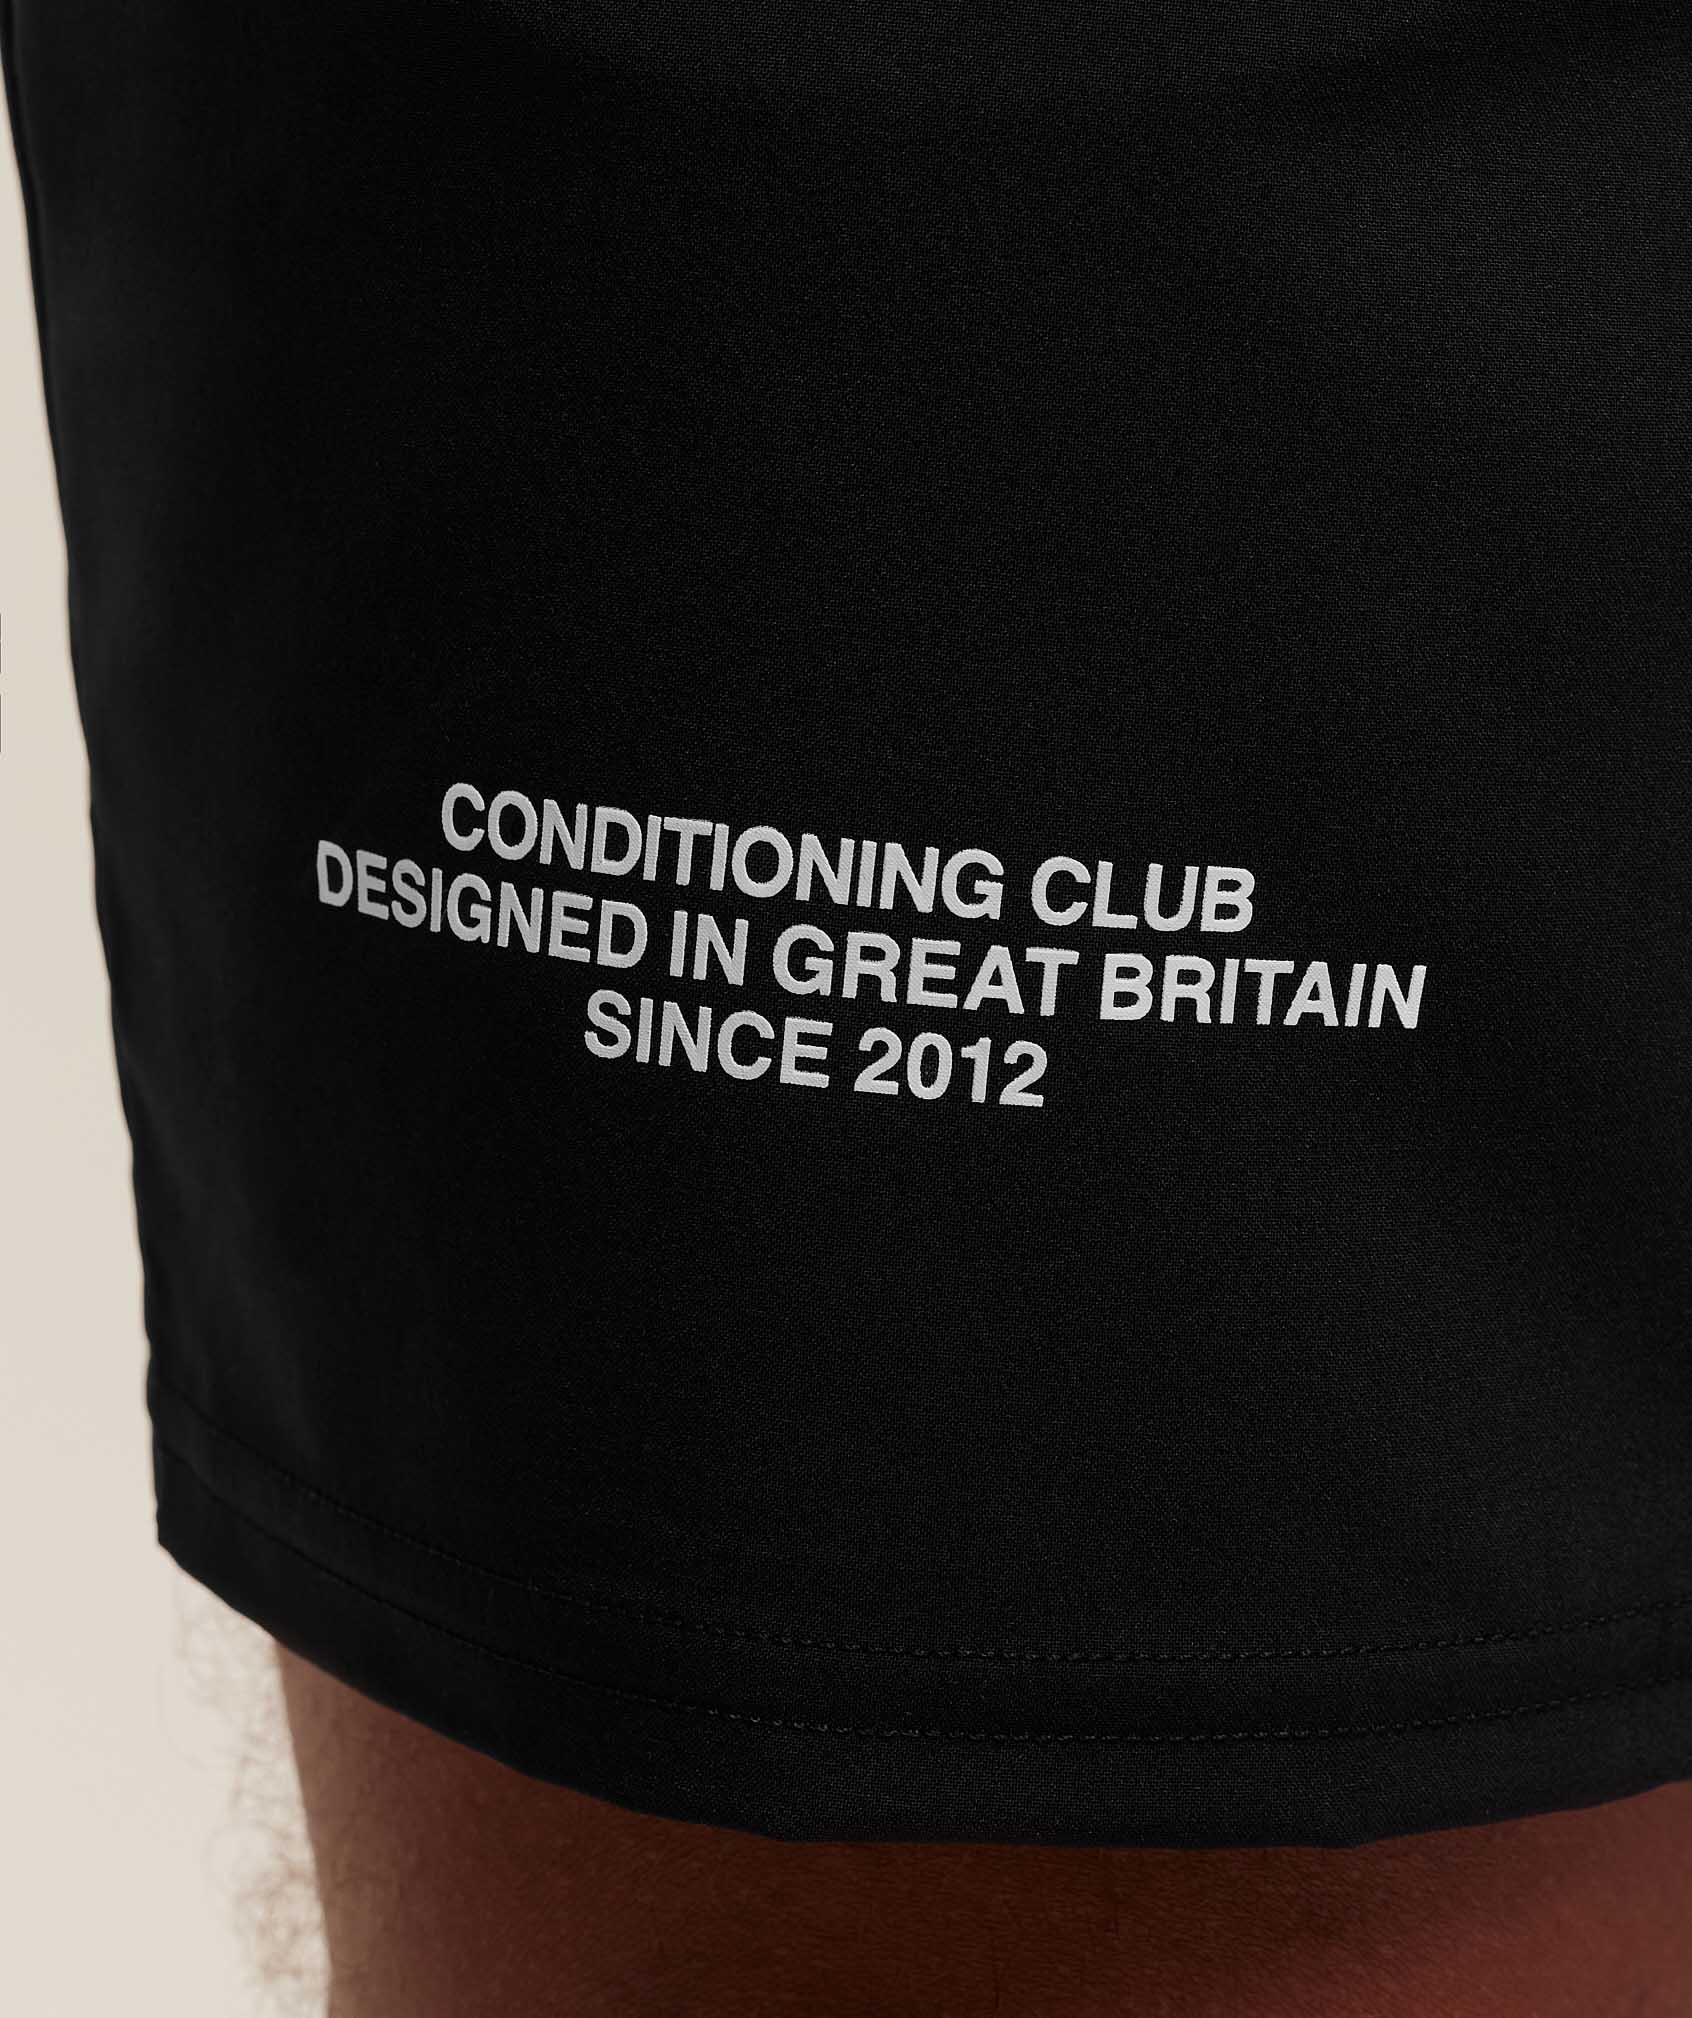 CONDITIONING CLUB
DESIGNED IN GREAT BRITAIN
SINCE 2012